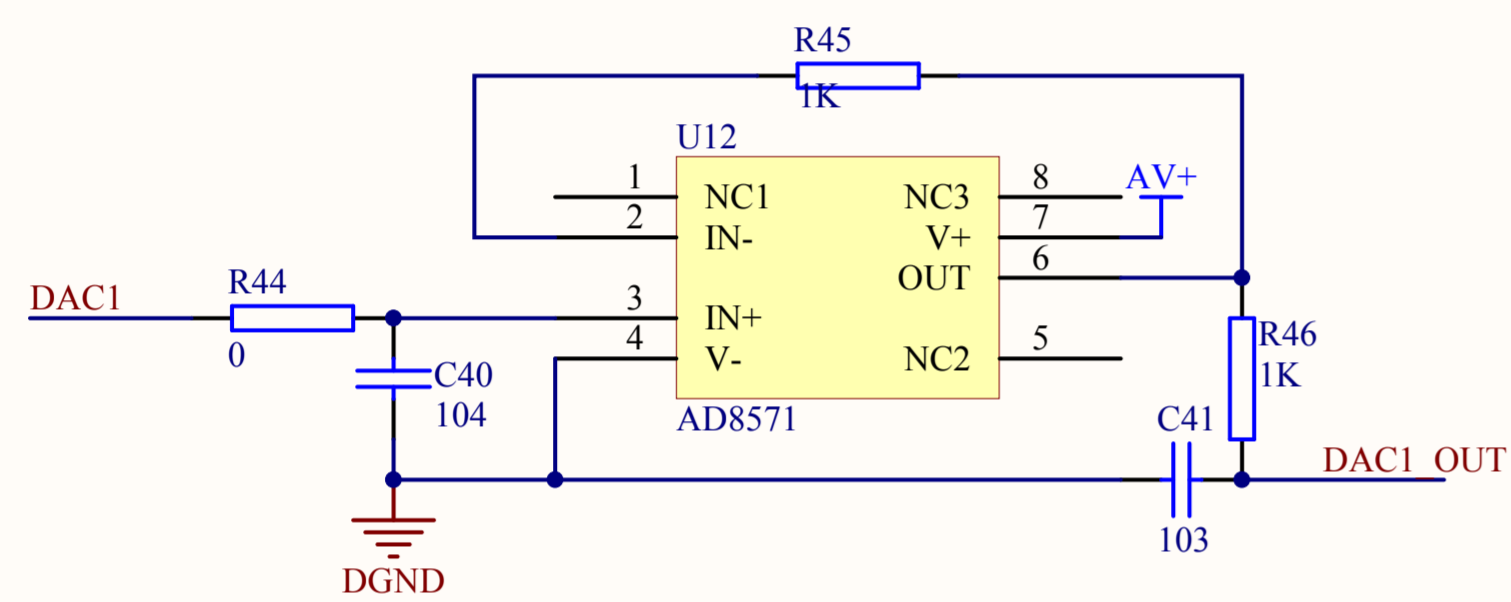 R45
1K
U12
1 NC1 NC3 8 AV+
2 IN- V+ 7
OUT 6
DAC1 R44 0
3 IN+
4 V- NC2 5
C40
104
AD8571
R46
1K
C41
103
DAC1_OUT
DGND